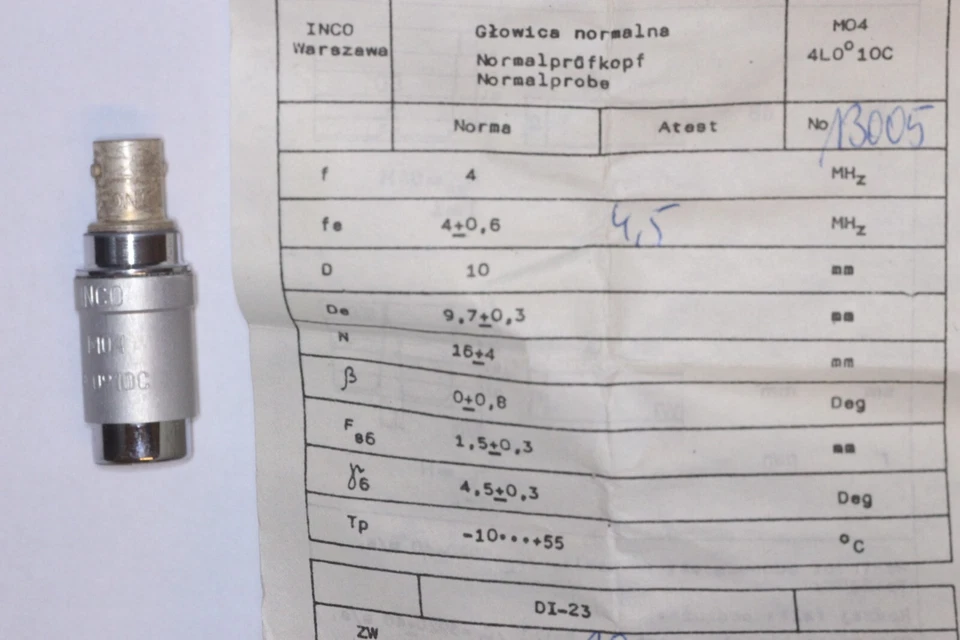 INCO
Warszawa
Głowica normalna
Normalprüfkopf
Normalprobe
MO4
4LO°10C
Norma
Atest
No 13005
f 4 MHz
fe 4±0,6 4,5 MHz
D 10 mm
De 9,7±0,3 mm
N 16±4 mm
β 0±0,8 Deg
F s6 1,5±0,3 mm
γ6 4,5±0,3 Deg
Tp -10....+55 °C
DI-23
ZW
INCO
MO4